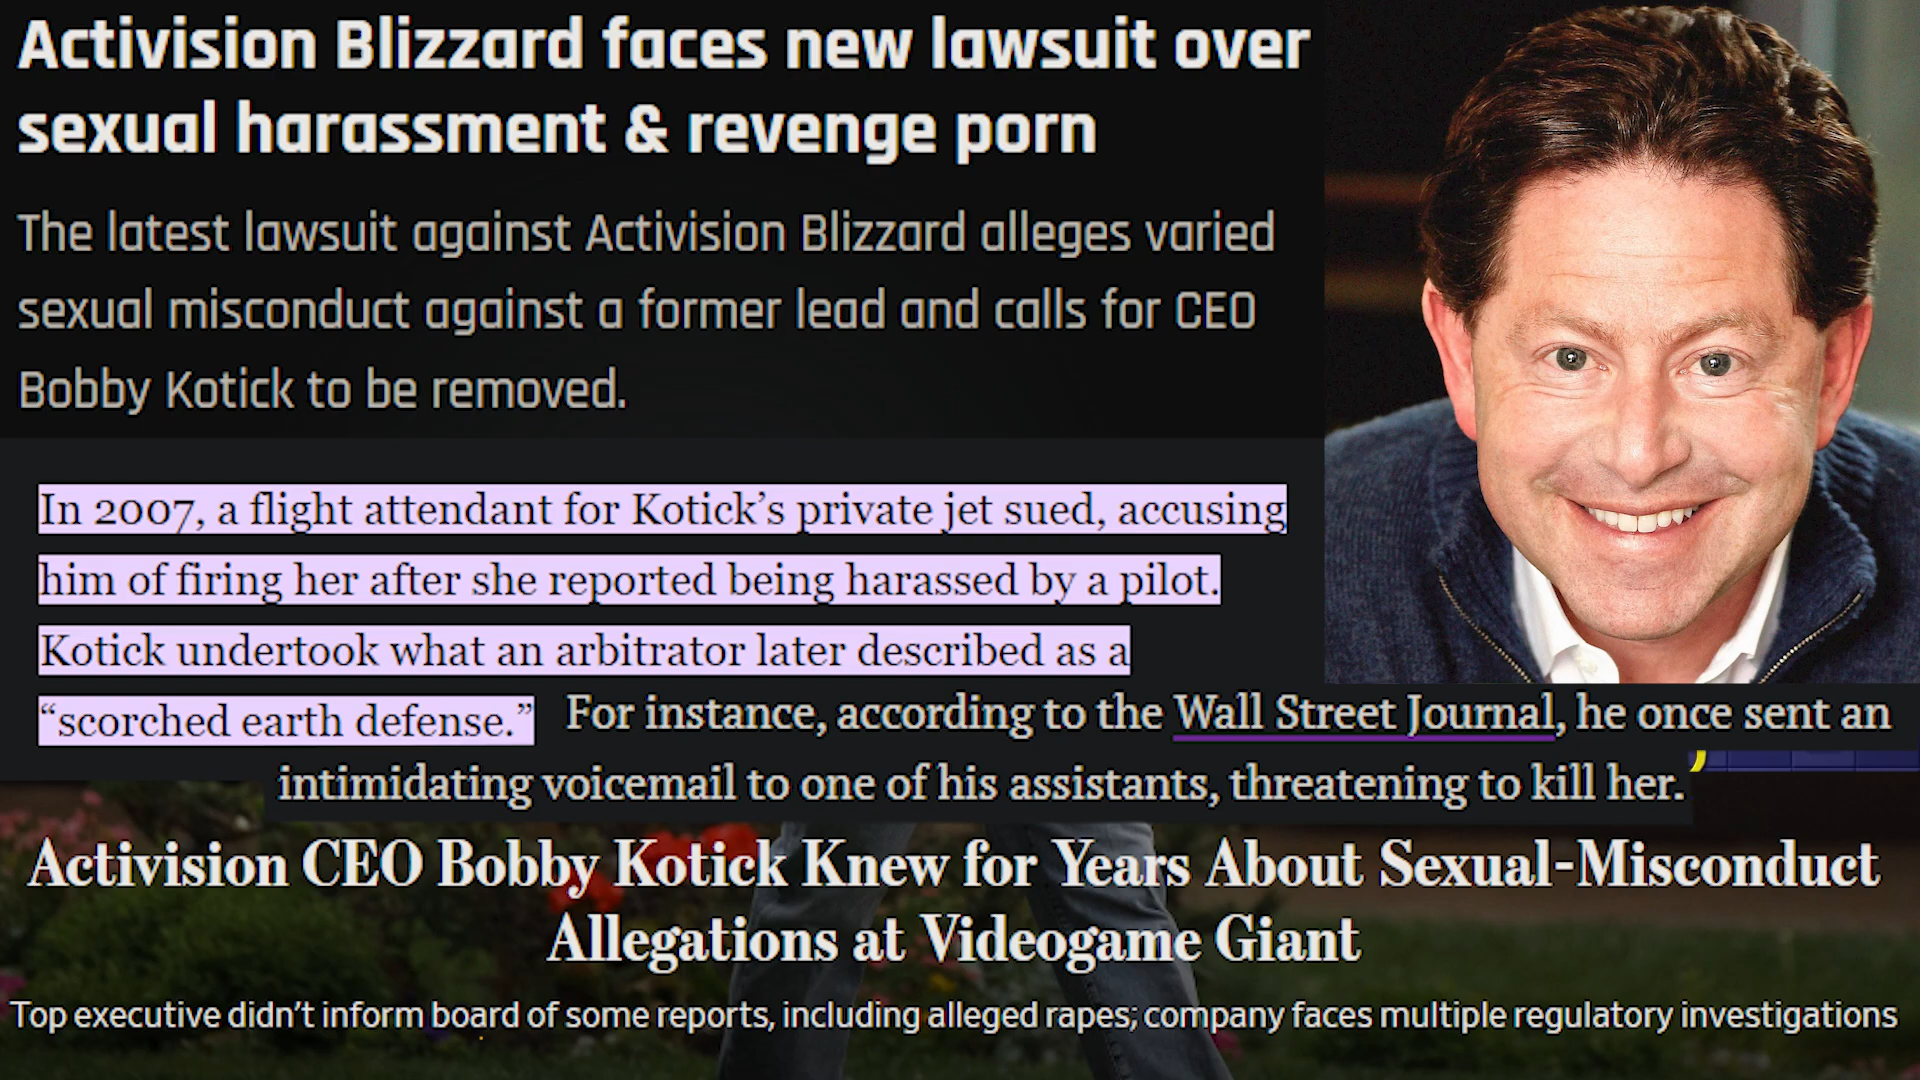 Activision Blizzard faces new lawsuit over
sexual harassment & revenge porn
The latest lawsuit against Activision Blizzard alleges varied
sexual misconduct against a former lead and calls for CEO
Bobby Kotick to be removed.
In 2007, a flight attendant for Kotick’s private jet sued, accusing
him of firing her after she reported being harassed by a pilot.
Kotick undertook what an arbitrator later described as a
“scorched earth defense.”
For instance, according to the Wall Street Journal, he once sent an
intimidating voicemail to one of his assistants, threatening to kill her.
Activision CEO Bobby Kotick Knew for Years About Sexual-Misconduct
Allegations at Videogame Giant
Top executive didn’t inform board of some reports, including alleged rapes; company faces multiple regulatory investigations